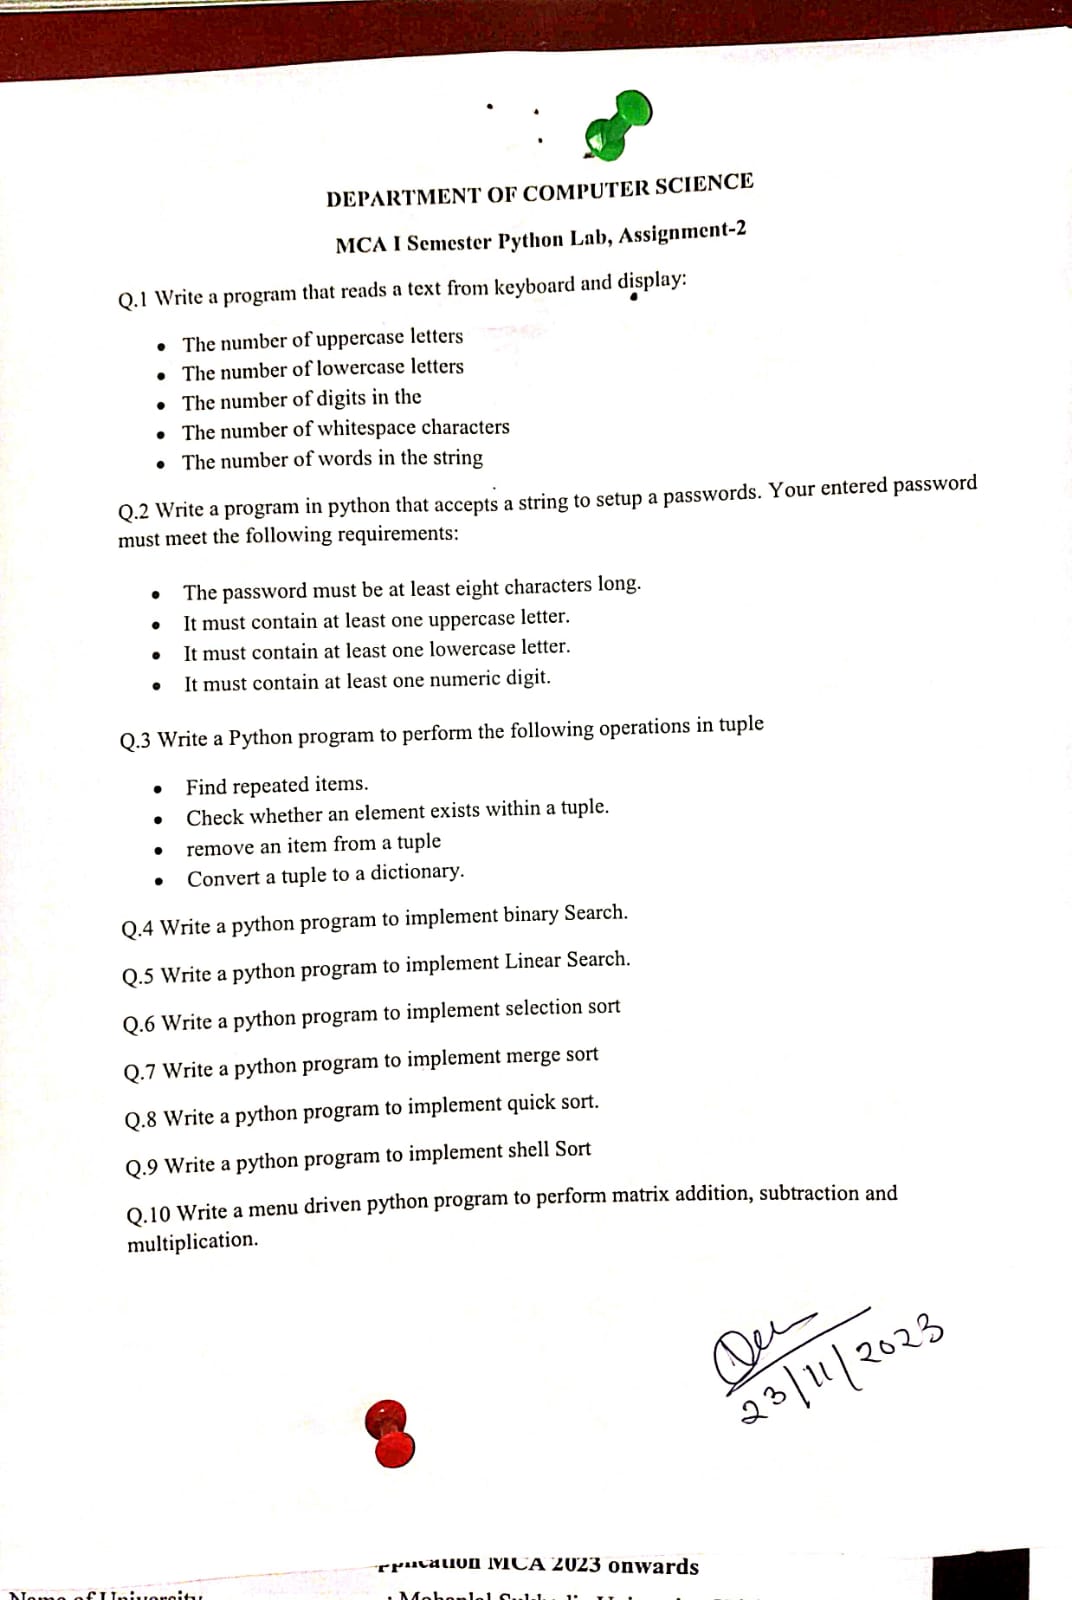 DEPARTMENT OF COMPUTER SCIENCE
MCA I Semester Python Lab, Assignment-2
Q.1 Write a program that reads a text from keyboard and display:
• The number of uppercase letters
• The number of lowercase letters
• The number of digits in the
• The number of whitespace characters
• The number of words in the string
Q.2 Write a program in python that accepts a string to setup a passwords. Your entered password
must meet the following requirements:
• The password must be at least eight characters long.
• It must contain at least one uppercase letter.
• It must contain at least one lowercase letter.
• It must contain at least one numeric digit.
Q.3 Write a Python program to perform the following operations in tuple
• Find repeated items.
• Check whether an element exists within a tuple.
• remove an item from a tuple
• Convert a tuple to a dictionary.
Q.4 Write a python program to implement binary Search.
Q.5 Write a python program to implement Linear Search.
Q.6 Write a python program to implement selection sort
Q.7 Write a python program to implement merge sort
Q.8 Write a python program to implement quick sort.
Q.9 Write a python program to implement shell Sort
Q.10 Write a menu driven python program to perform matrix addition, subtraction and
multiplication.
23/11/2023
MCA 2023 onwards
Name of University